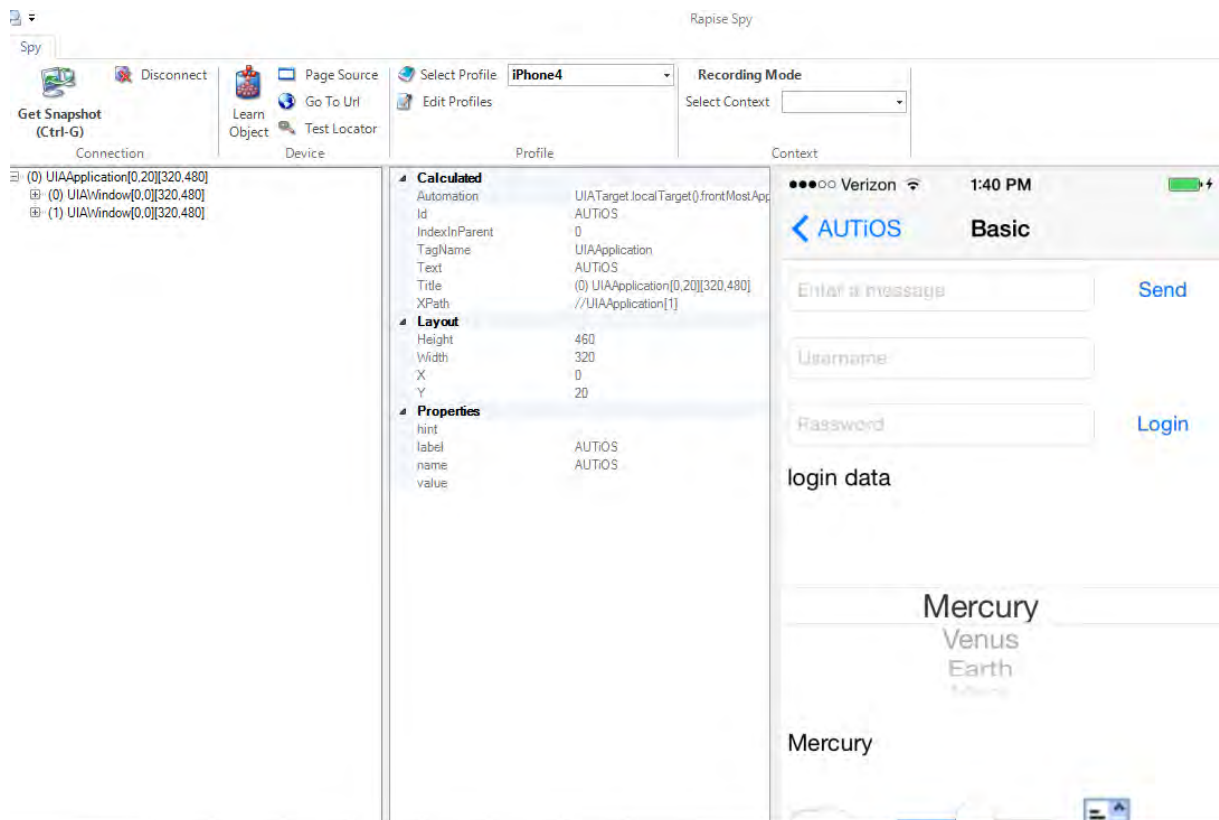 Rapise Spy
Spy
Get Snapshot
(Ctrl-G)
Disconnect
Connection
Learn
Object
Page Source
Go To Url
Test Locator
Device
Select Profile iPhone4
Edit Profiles
Profile
Recording Mode
Select Context
Context
(0) UIAApplication[0,20][320,480]
(0) UIAWindow[0,0][320,480]
(1) UIAWindow[0,0][320,480]
Calculated
Automation UIATarget.localTarget().frontMostApp
Id AUTiOS
IndexInParent 0
TagName UIAApplication
Text AUTiOS
Title (0) UIAApplication[0,20][320,480]
XPath //UIAApplication[1]
Layout
Height 460
Width 320
X 0
Y 20
Properties
hint
label AUTiOS
name AUTiOS
value
Verizon 1:40 PM
AUTiOS Basic
Enter a message Send
Username
Password Login
login data
Mercury
Venus
Earth
Mercury